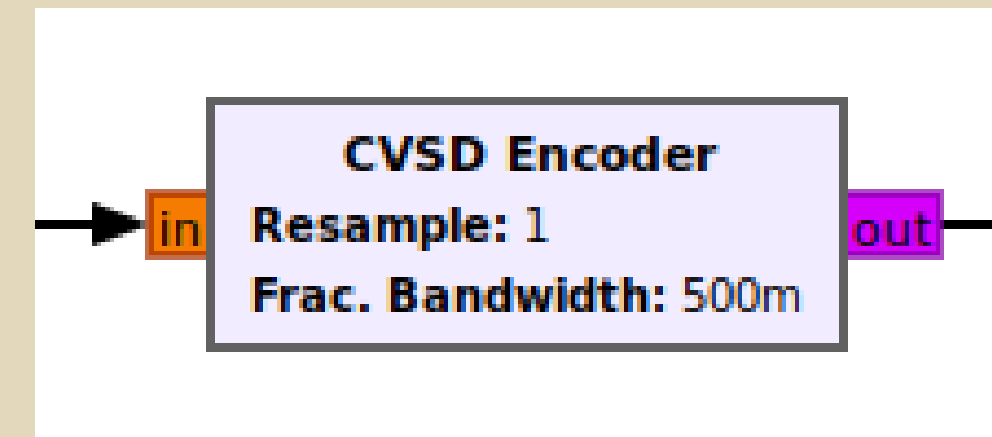 CVSD Encoder
in
Resample: 1
out
Frac. Bandwidth: 500m